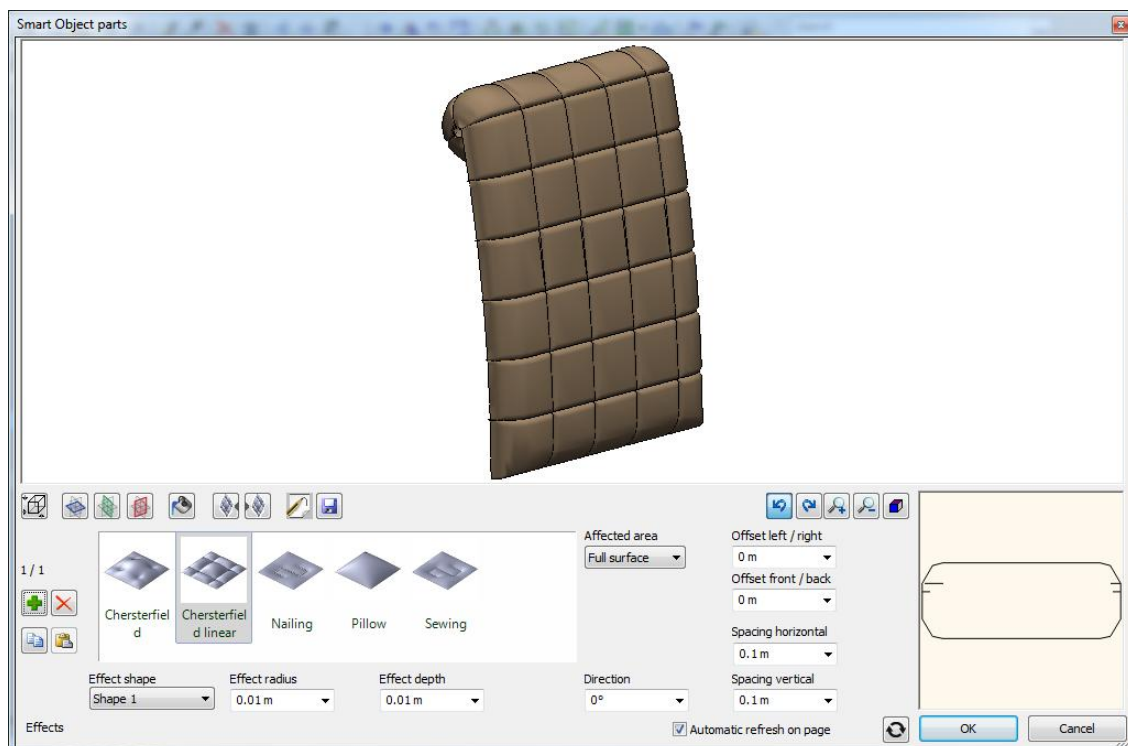 Smart Object parts
Affected area
Offset left / right
Full surface
0 m
Offset front / back
0 m
1 / 1
Chersterfiel
d
Chersterfiel
d linear
Nailing
Pillow
Sewing
Spacing horizontal
0.1 m
Effect shape
Effect radius
Effect depth
Direction
Spacing vertical
Shape 1
0.01 m
0.01 m
0°
0.1 m
Effects
Automatic refresh on page
OK
Cancel